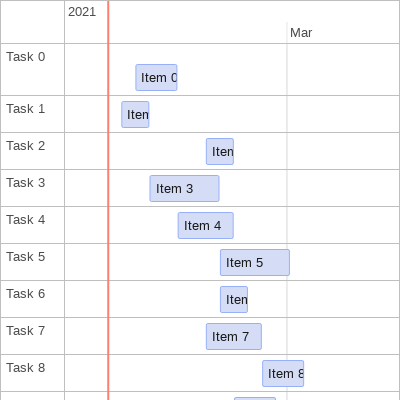 2021
Mar
Task 0
Item 0
Task 1
Item
Task 2
Item
Task 3
Item 3
Task 4
Item 4
Task 5
Item 5
Task 6
Item
Task 7
Item 7
Task 8
Item 8